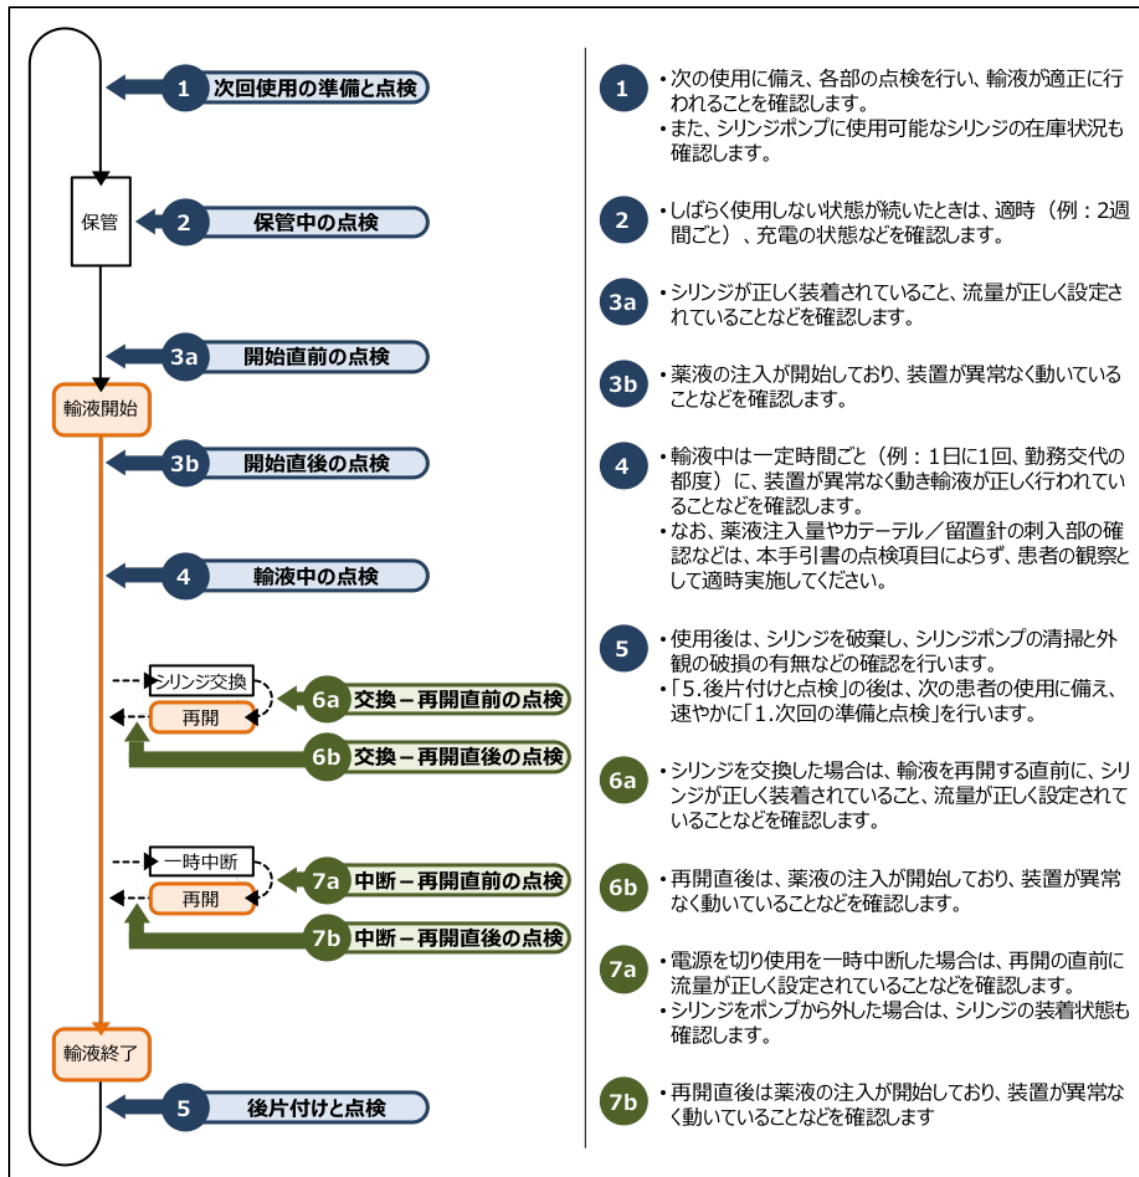 1 次回使用の準備と点検
保管
2 保管中の点検
3a 開始直前の点検
輸液開始
3b 開始直後の点検
4 輸液中の点検
シリンジ交換
6a 交換－再開直前の点検
再開
6b 交換－再開直後の点検
一時中断
7a 中断－再開直前の点検
再開
7b 中断－再開直後の点検
輸液終了
5 後片付けと点検
1 ・次の使用に備え、各部の点検を行い、輸液が適正に行
われることを確認します。
・また、シリンジポンプに使用可能なシリンジの在庫状況も
確認します。
2 ・しばらく使用しない状態が続いたときは、適時（例：2週
間ごと）、充電の状態などを確認します。
3a ・シリンジが正しく装着されていること、流量が正しく設定さ
れていることなどを確認します。
3b ・薬液の注入が開始しており、装置が異常なく動いている
ことなどを確認します。
4 ・輸液中は一定時間ごと（例：1日に1回、勤務交代の
都度）に、装置が異常なく動き輸液が正しく行われてい
ることなどを確認します。
・なお、薬液注入量やカテーテル／留置針の刺入部の確
認などは、本手引書の点検項目によらず、患者の観察と
して適時実施してください。
5 ・使用後は、シリンジを破棄し、シリンジポンプの清掃と外
観の破損の有無などの確認を行います。
・「5.後片付けと点検」の後は、次の患者の使用に備え、
速やかに「1.次回の準備と点検」を行います。
6a ・シリンジを交換した場合は、輸液を再開する直前に、シリ
ンジが正しく装着されていること、流量が正しく設定されて
いることなどを確認します。
6b ・再開直後は、薬液の注入が開始しており、装置が異常
なく動いていることなどを確認します。
7a ・電源を切り使用を一時中断した場合は、再開の直前に
流量が正しく設定されていることなどを確認します。
・シリンジをポンプから外した場合は、シリンジの装着状態も
確認します。
7b ・再開直後は薬液の注入が開始しており、装置が異常な
く動いていることなどを確認します